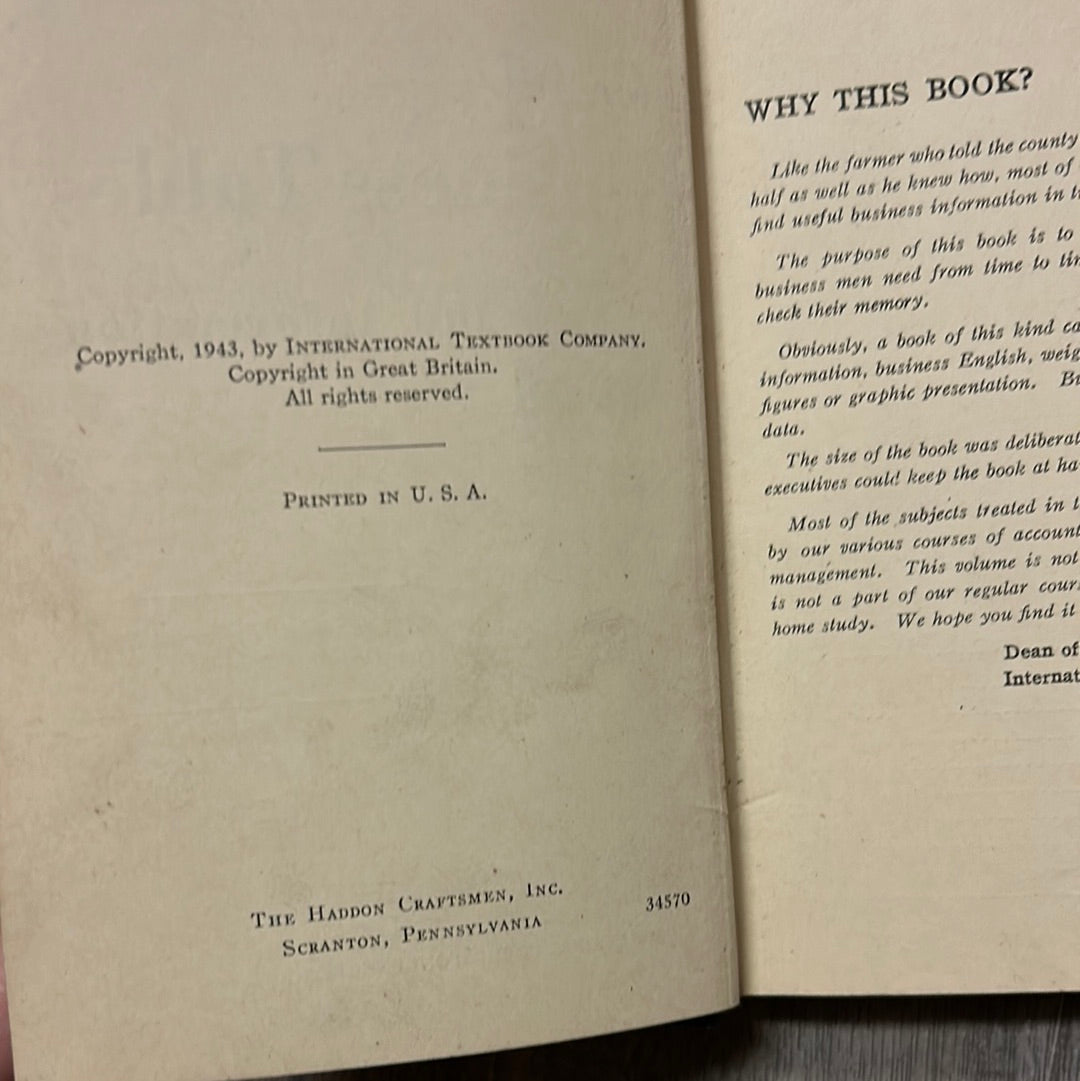 Copyright, 1943, by INTERNATIONAL TEXTBOOK COMPANY.
Copyright in Great Britain.
All rights reserved.
PRINTED IN U. S. A.
THE HADDON CRAFTSMEN, INC.
SCRANTON, PENNSYLVANIA
34570
WHY THIS BOOK?
Like the farmer who told the county
half as well as he knew how, most of
find useful business information in
The purpose of this book is to
business men need from time to
check their memory.
Obviously, a book of this kind
information, business English,
figures or graphic presentation.
data.
The size of the book was
executives could keep the book at
Most of the subjects treated in
by our various courses of
management. This volume is not
is not a part of our regular
home study. We hope you find it
Dean of